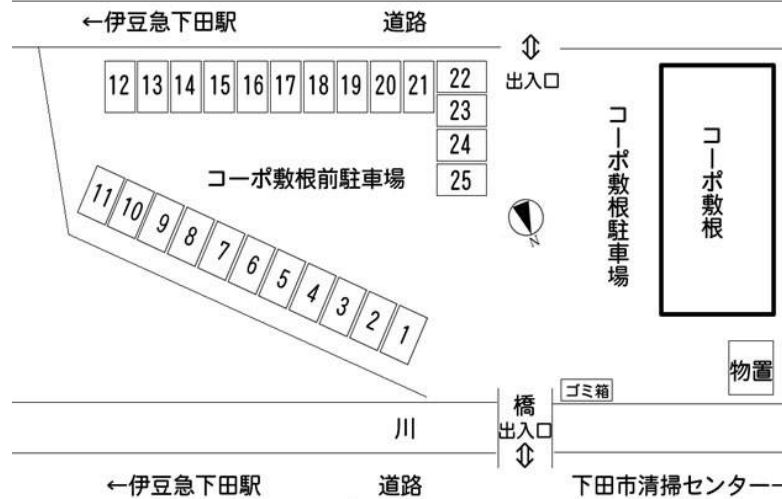 ←伊豆急下田駅
道路
出入口
12 13 14 15 16 17 18 19 20 21
22
23
24
25
コーポ敷根前駐車場
コーポ敷根駐車場
コーポ敷根
N
11 10 9 8 7 6 5 4 3 2 1
物置
ゴミ箱
橋
出入口
川
←伊豆急下田駅
道路
下田市清掃センター→